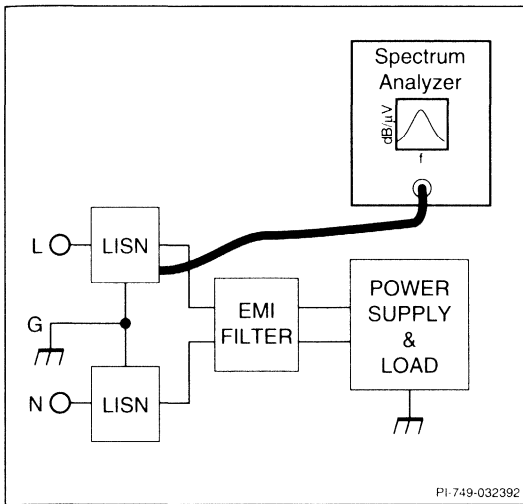 Spectrum
Analyzer
dB/µV
f
L
LISN
G
EMI
FILTER
POWER
SUPPLY
&
LOAD
N
LISN
PI-749-032392